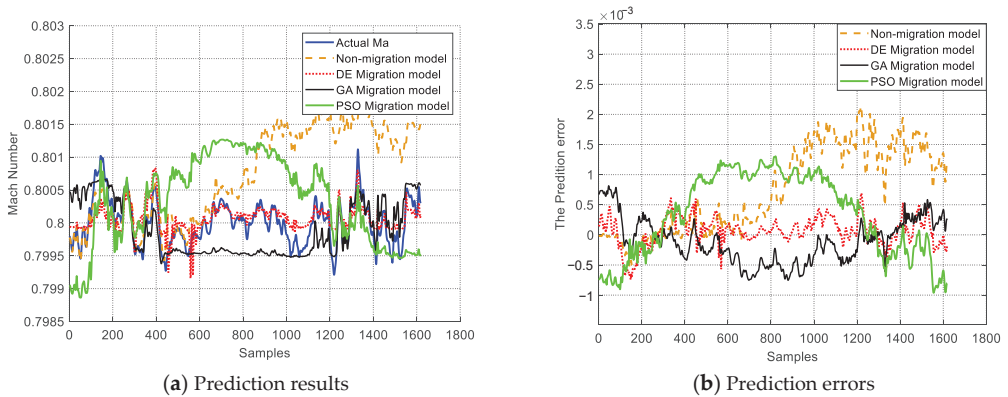 0.803
0.8025
0.802
0.8015
0.801
0.8005
0.8
0.7995
0.799
0.7985
Mach Number
0 200 400 600 800 1000 1200 1400 1600 1800
Samples
Actual Ma
Non-migration model
DE Migration model
GA Migration model
PSO Migration model
(a) Prediction results
×10⁻³
3.5
3
2.5
2
1.5
1
0.5
0
−0.5
−1
The Predition error
0 200 400 600 800 1000 1200 1400 1600 1800
Samples
Non-migration model
DE Migration model
GA Migration model
PSO Migration model
(b) Prediction errors